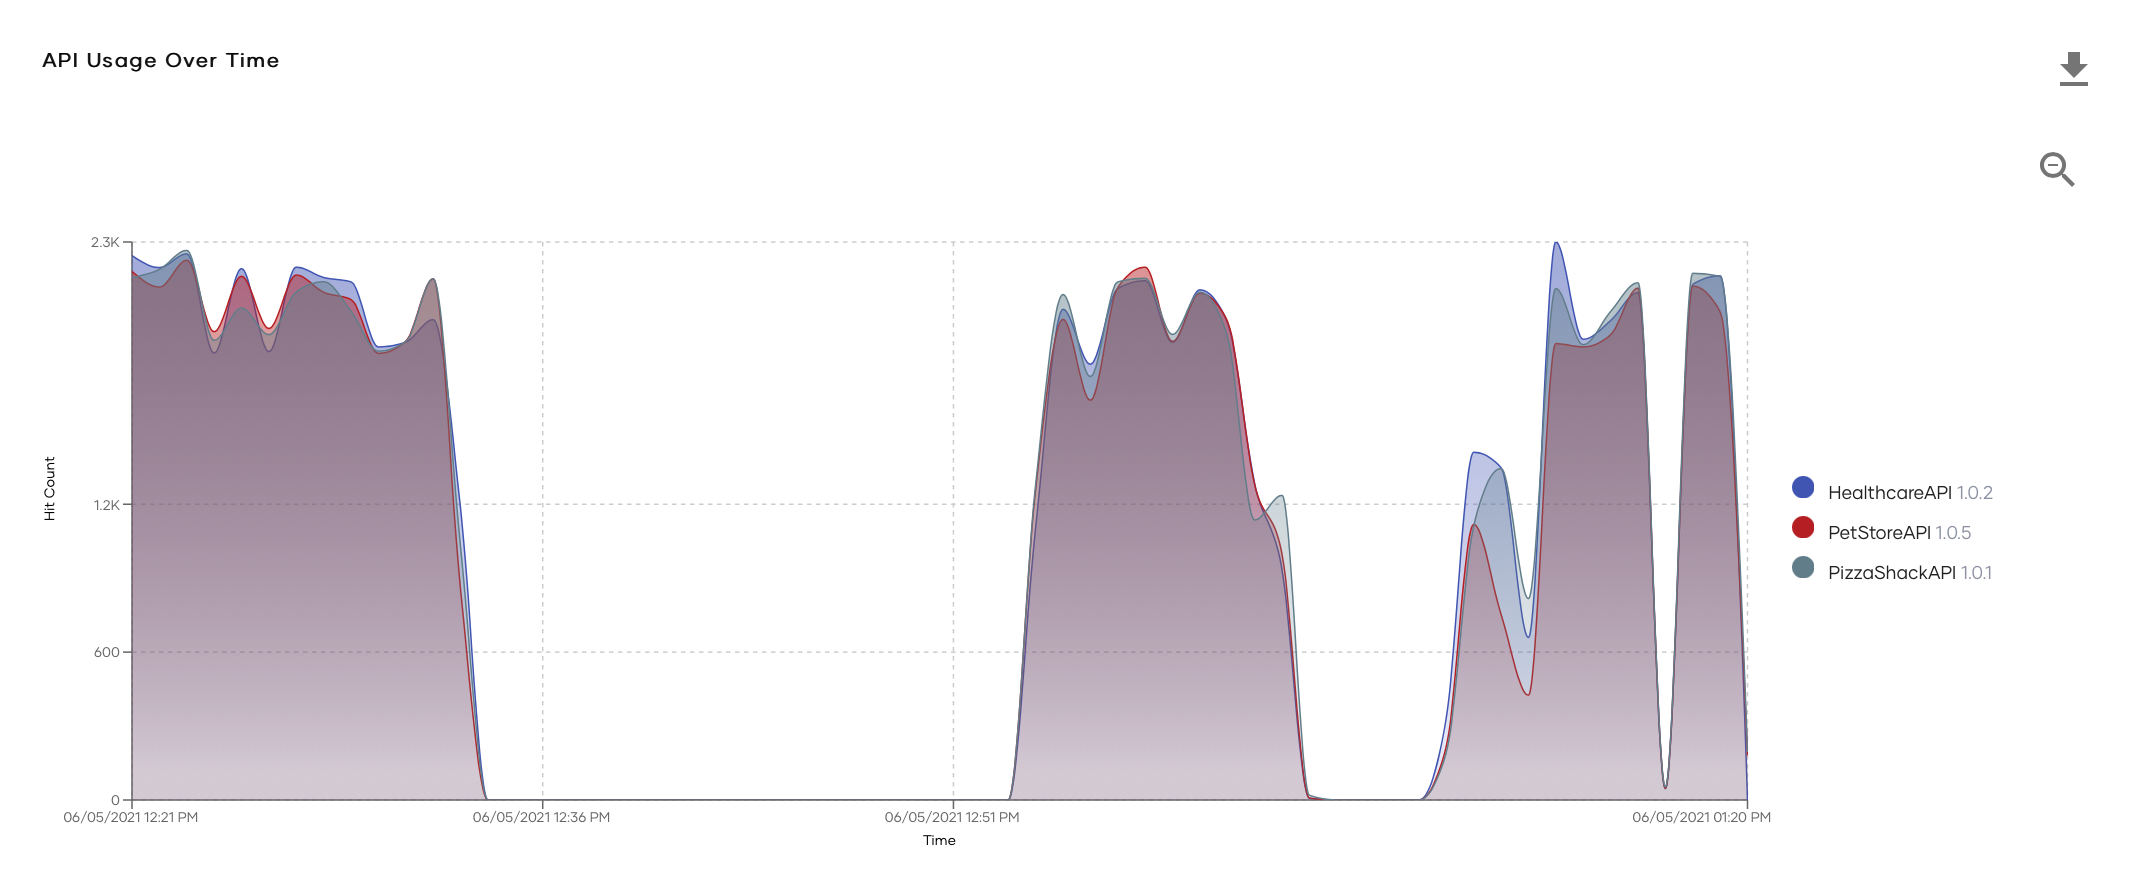 API Usage Over Time
2.3K
1.2K
600
0
Hit Count
06/05/2021 12:21 PM
06/05/2021 12:36 PM
06/05/2021 12:51 PM
06/05/2021 01:20 PM
Time
HealthcareAPI 1.0.2
PetStoreAPI 1.0.5
PizzaShackAPI 1.0.1